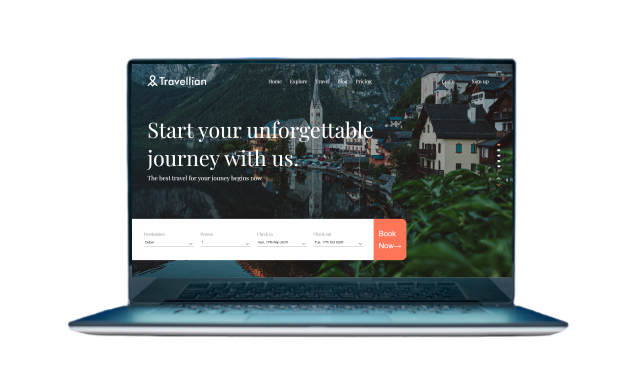 Travellian
Home Explore Travel Blog Pricing
Login Sign up
Start your unforgettable
journey with us.
The best travel for your jouney begins now
Destination Person Check in Check out
Dubai 1 Sun, 17th Sep 2020 Tue, 17th Oct 2020
Book
Now→